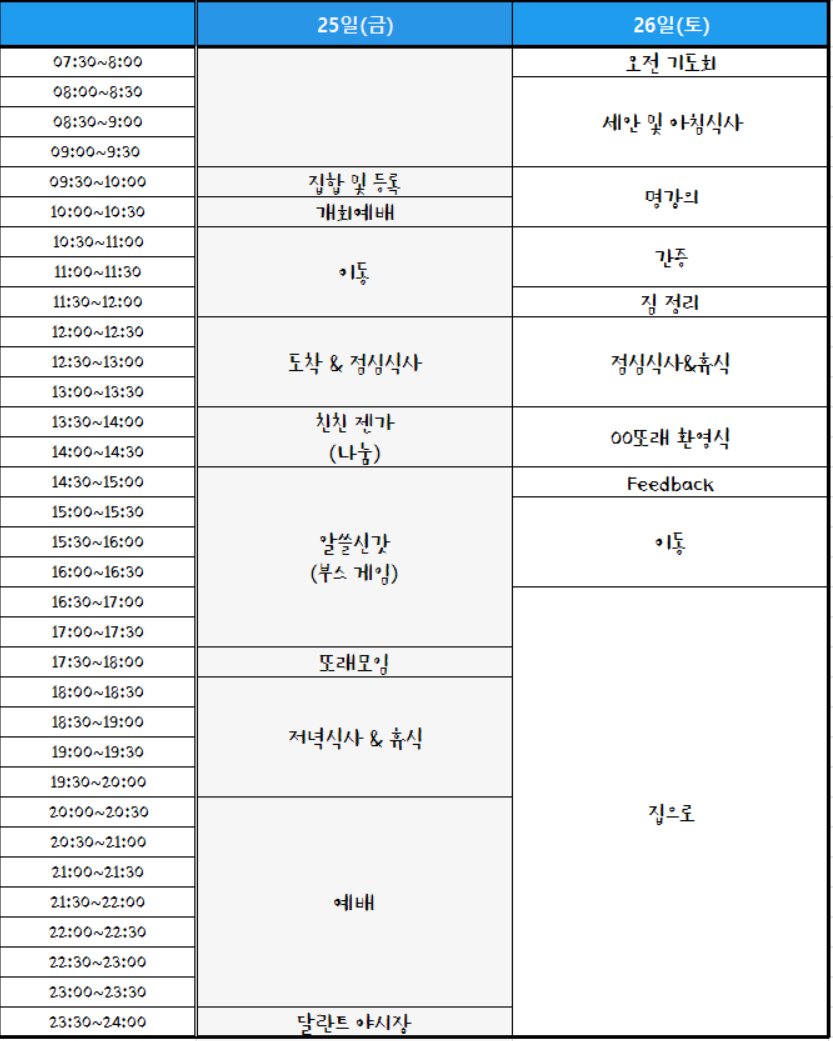 25일(금) 26일(토)
07:30~8:00 오전 기도회
08:00~8:30
08:30~9:00 세안 및 아침식사
09:00~9:30
09:30~10:00 집합 및 등록
명강의
10:00~10:30 개회예배
10:30~11:00
간증
11:00~11:30 이동
11:30~12:00 짐 정리
12:00~12:30
12:30~13:00 도착 & 점심식사 점심식사&휴식
13:00~13:30
13:30~14:00 친친 젠가
00또래 환영식
14:00~14:30 (나눔)
14:30~15:00 Feedback
15:00~15:30
15:30~16:00 알쓸신갓 이동
16:00~16:30 (부스 게임)
16:30~17:00
17:00~17:30
17:30~18:00 또래모임
18:00~18:30
18:30~19:00
저녁식사 & 휴식
19:00~19:30
19:30~20:00
20:00~20:30 집으로
20:30~21:00
21:00~21:30
21:30~22:00 예배
22:00~22:30
22:30~23:00
23:00~23:30
23:30~24:00 달란트 야시장